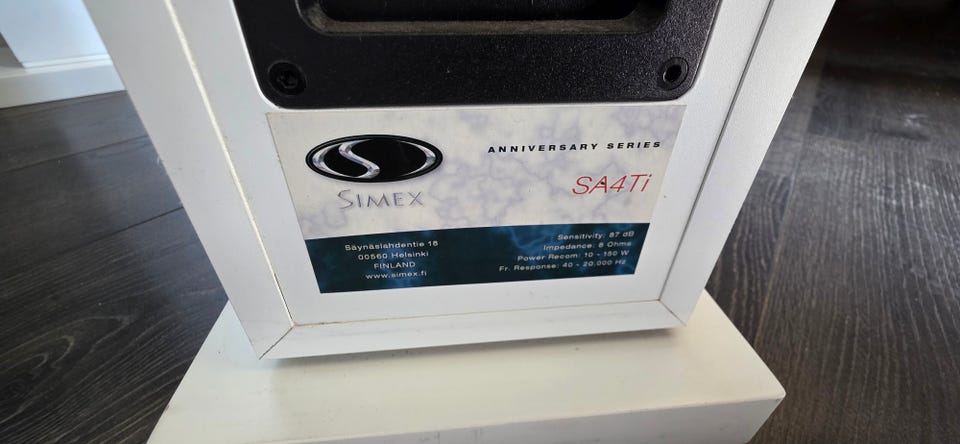 ANNIVERSARY SERIES
SIMEX
SA4Ti
Säynäslahdentie 18
00560 Helsinki
FINLAND
www.simex.fi
Sensitivity: 87 dB
Impedance: 8 Ohms
Power Recom: 10 - 150 W
Fr. Response: 40 - 20.000 Hz